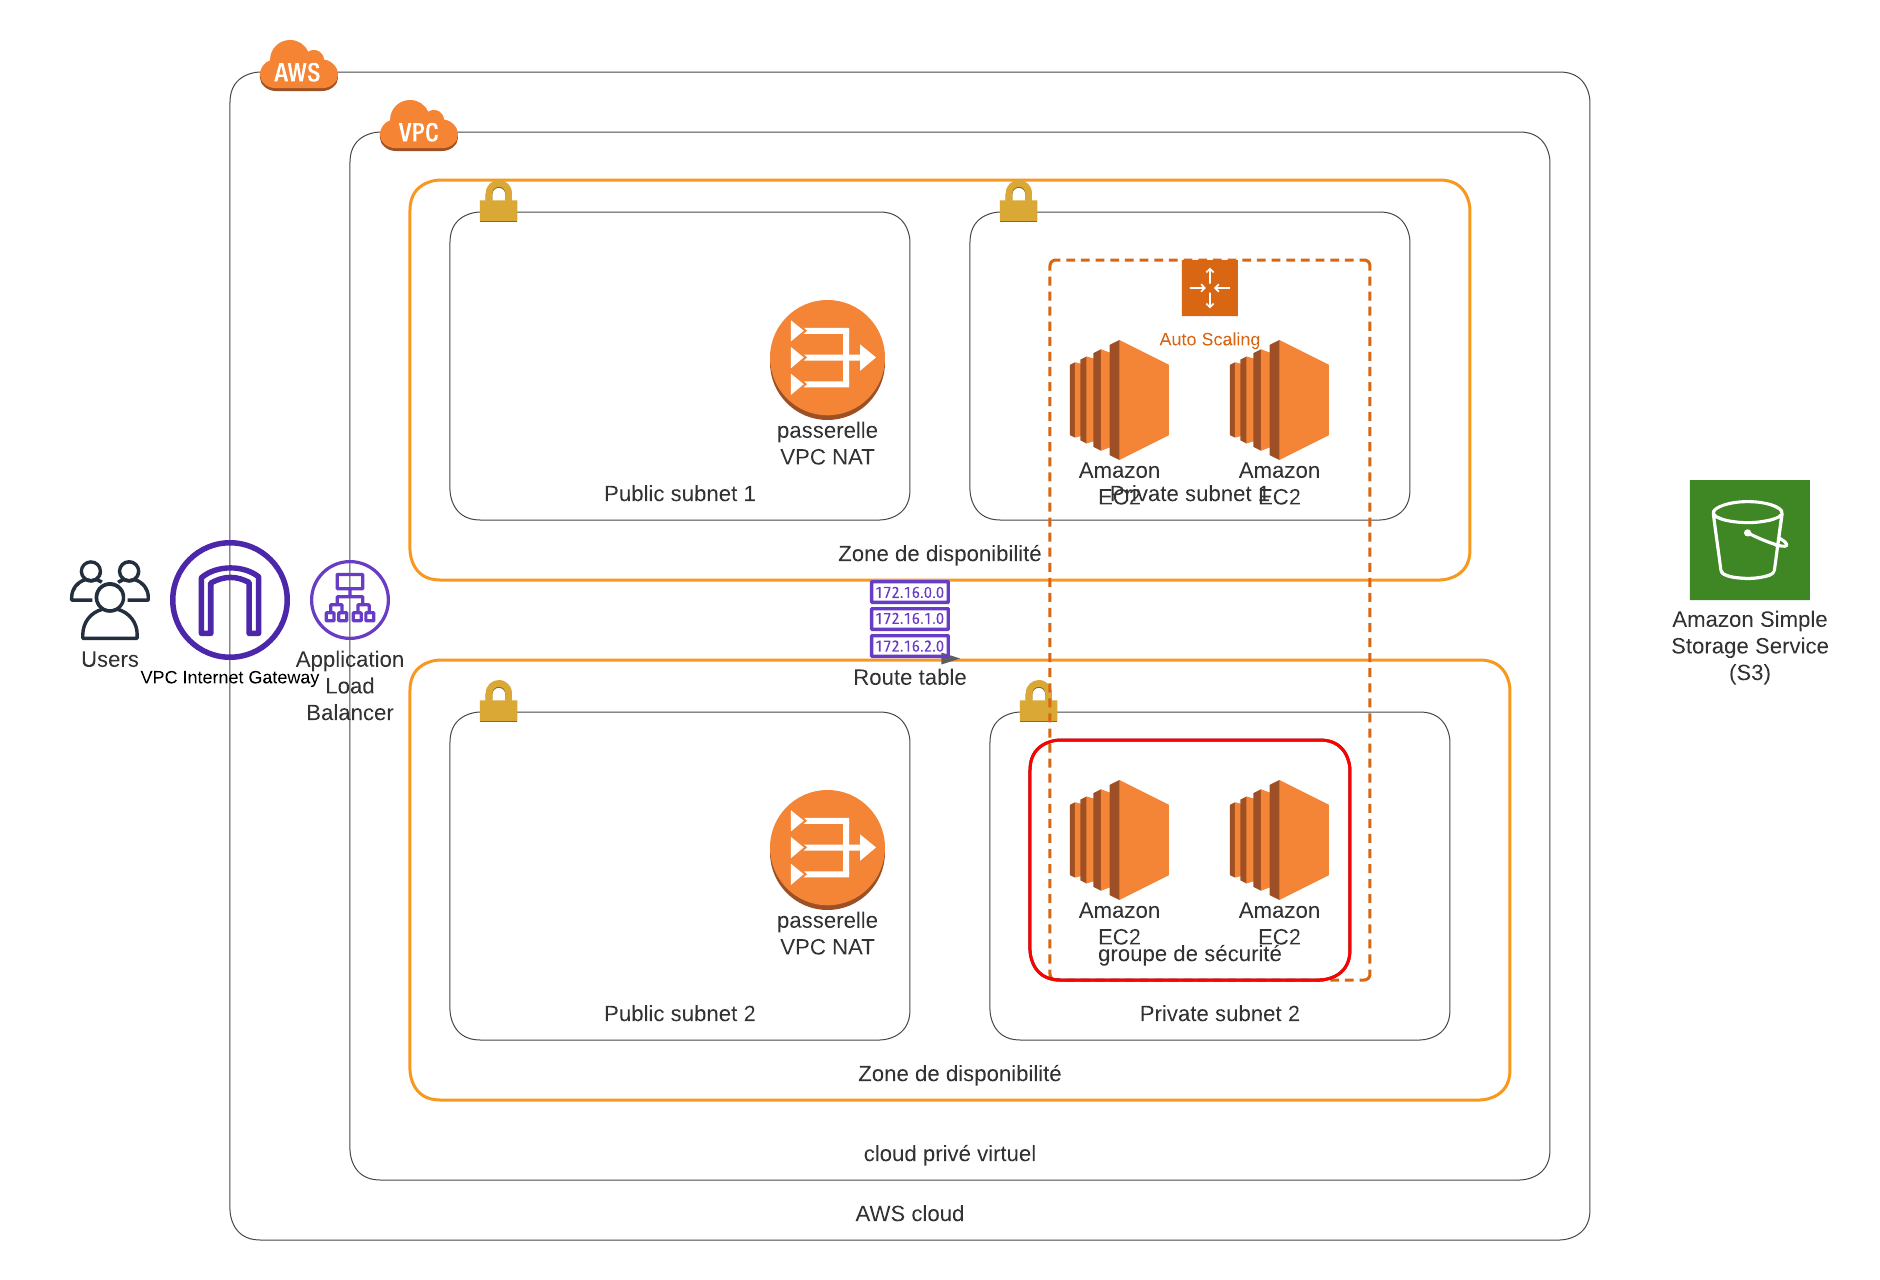 AWS
VPC
Auto Scaling
passerelle
VPC NAT
Amazon
EC2
Amazon
EC2
Public subnet 1
Private subnet 1
Zone de disponibilité
172.16.0.0
172.16.1.0
172.16.2.0
Route table
Users
VPC Internet Gateway
Application
Load
Balancer
Amazon Simple
Storage Service
(S3)
passerelle
VPC NAT
Amazon
EC2
Amazon
EC2
groupe de sécurité
Public subnet 2
Private subnet 2
Zone de disponibilité
cloud privé virtuel
AWS cloud